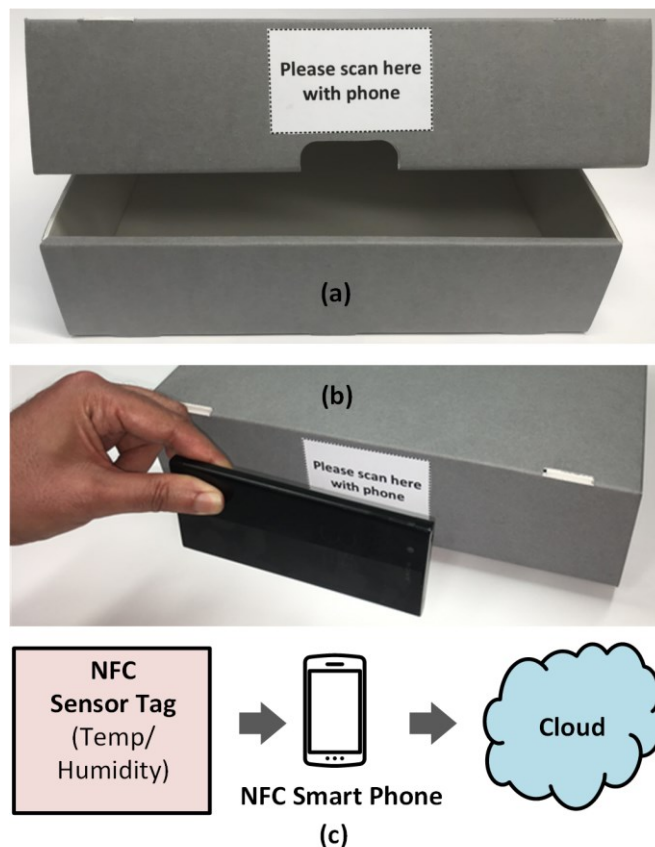 Please scan here
with phone
(a)
(b)
Please scan here
with phone
NFC
Sensor Tag
(Temp/
Humidity)
NFC Smart Phone
Cloud
(c)